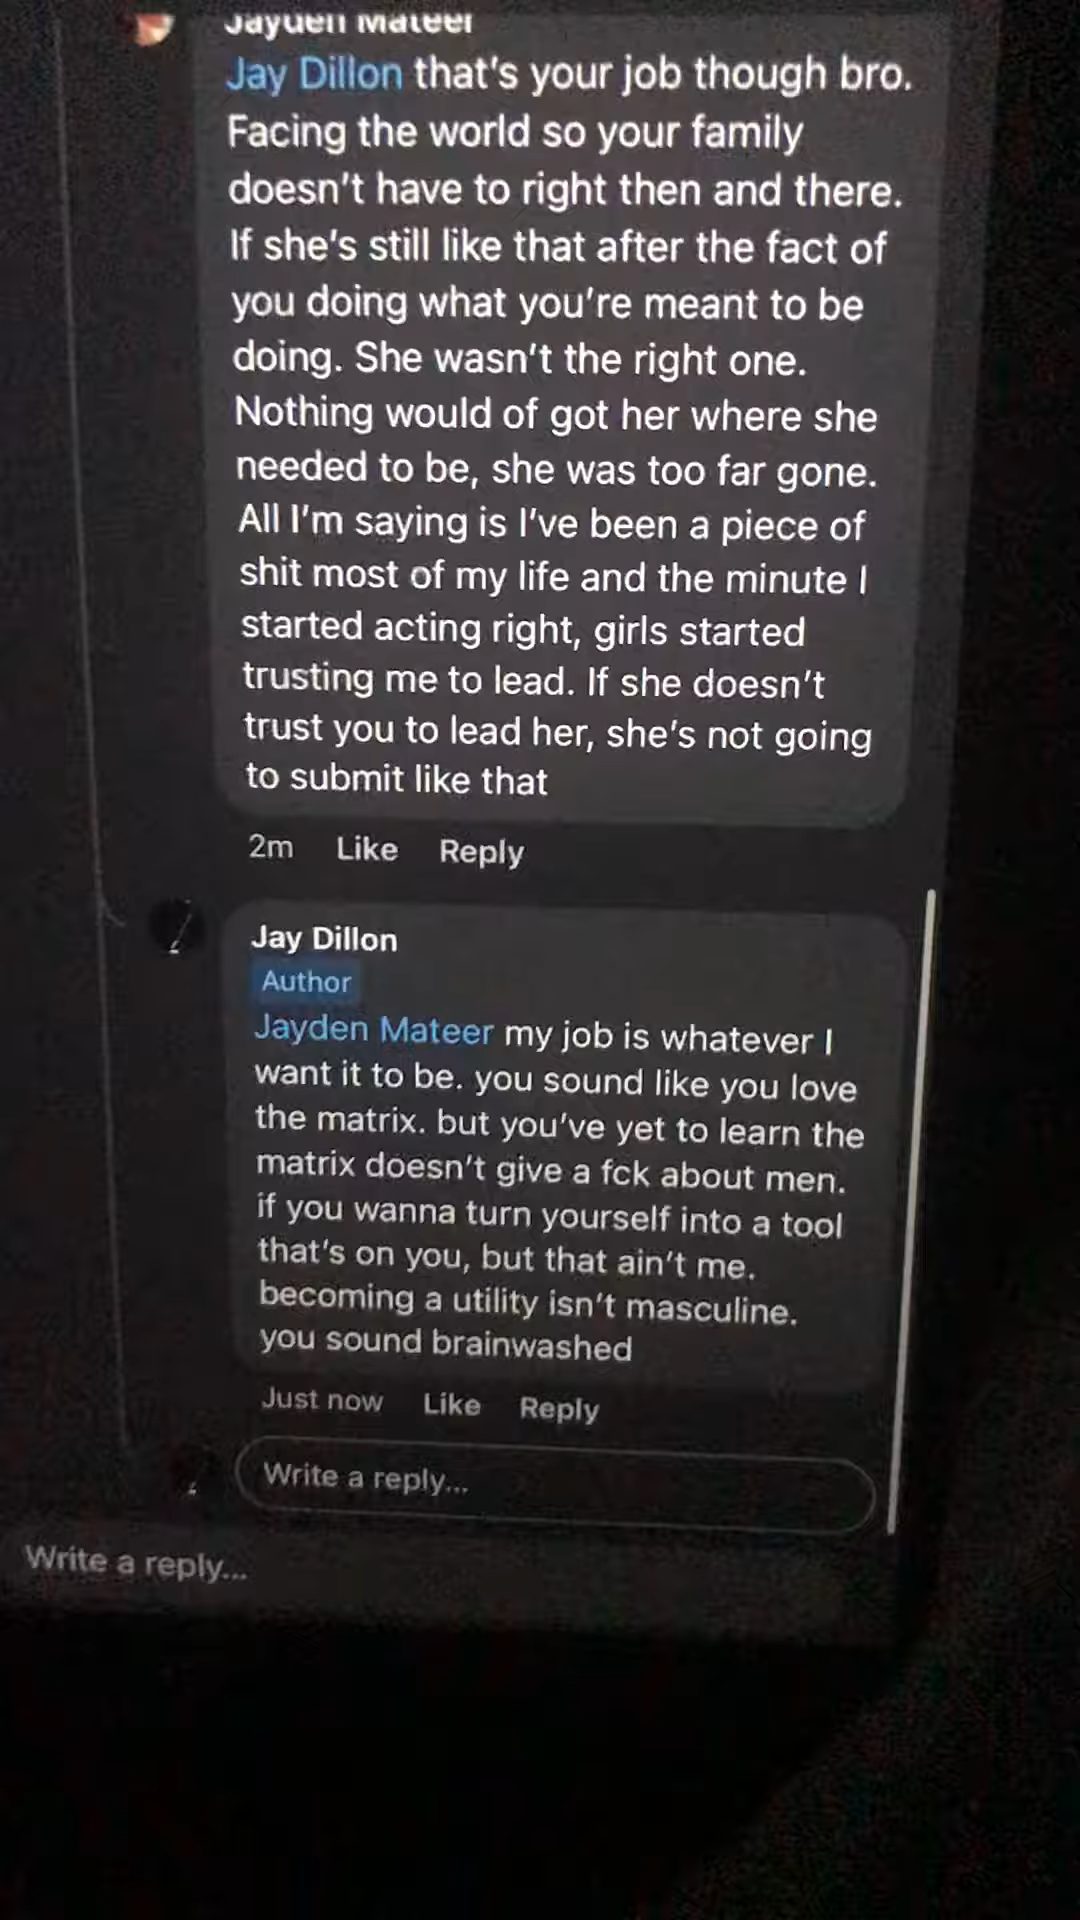 Jayden Mateer
Jay Dillon that's your job though bro.
Facing the world so your family
doesn't have to right then and there.
If she's still like that after the fact of
you doing what you're meant to be
doing. She wasn't the right one.
Nothing would of got her where she
needed to be, she was too far gone.
All I'm saying is I've been a piece of
shit most of my life and the minute I
started acting right, girls started
trusting me to lead. If she doesn't
trust you to lead her, she's not going
to submit like that
2m Like Reply
Jay Dillon
Author
Jayden Mateer my job is whatever I
want it to be. you sound like you love
the matrix. but you've yet to learn the
matrix doesn't give a fck about men.
if you wanna turn yourself into a tool
that's on you, but that ain't me.
becoming a utility isn't masculine.
you sound brainwashed
Just now Like Reply
Write a reply...
Write a reply...